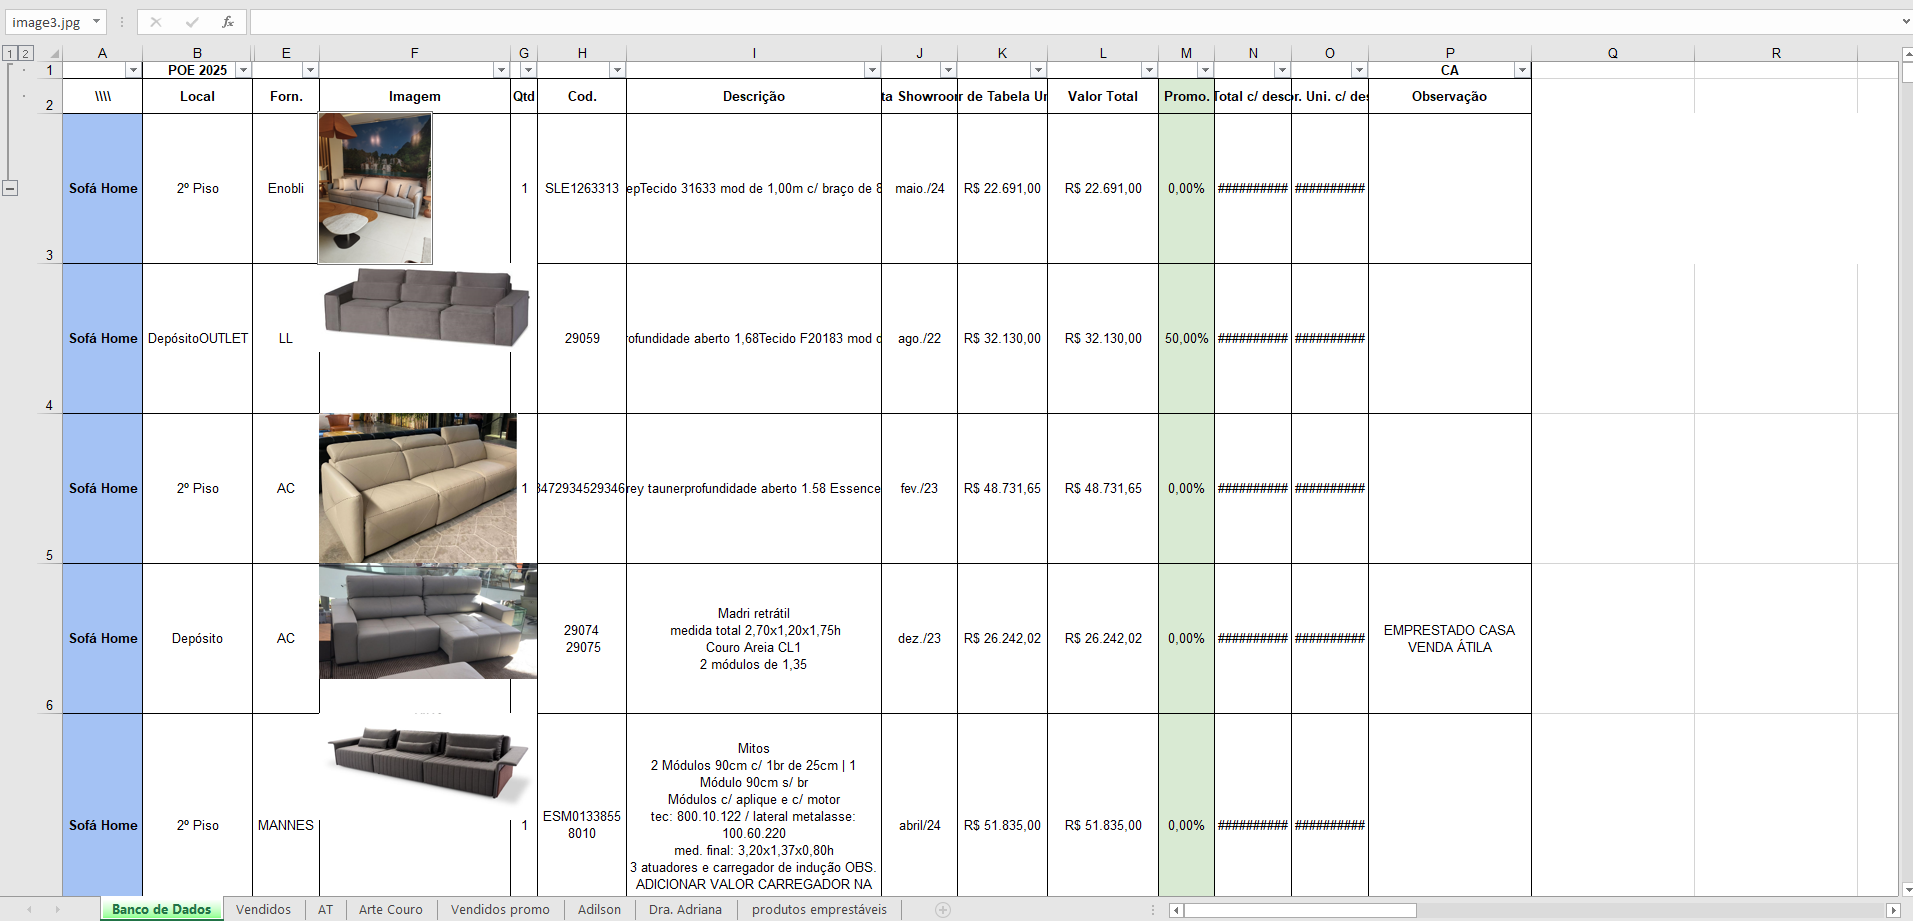 image3.jpg
fx
1 2
A B E F G H I J K L M N O P Q R
1
POE 2025
CA
2
\\\\
Local
Forn.
Imagem
Qtd
Cod.
Descrição
ta Showroor
r de Tabela Ur
Valor Total
Promo.
Total c/ desc
r. Uni. c/ des
Observação
3
Sofá Home
2º Piso
Enobli
1
SLE1263313
epTecido 31633 mod de 1,00m c/ braço de 8
maio./24
R$ 22.691,00
R$ 22.691,00
0,00%
##########
##########
4
Sofá Home
DepósitoOUTLET
LL
29059
rofundidade aberto 1,68Tecido F20183 mod c
ago./22
R$ 32.130,00
R$ 32.130,00
50,00%
##########
##########
5
Sofá Home
2º Piso
AC
1
3472934529346
rey taunerprofundidade aberto 1.58 Essence
fev./23
R$ 48.731,65
R$ 48.731,65
0,00%
##########
##########
6
Sofá Home
Depósito
AC
29074
29075
Madri retrátil
medida total 2,70x1,20x1,75h
Couro Areia CL1
2 módulos de 1,35
dez./23
R$ 26.242,02
R$ 26.242,02
0,00%
##########
##########
EMPRESTADO CASA
VENDA ÁTILA
Sofá Home
2º Piso
MANNES
1
ESM0133855
8010
Mitos
2 Módulos 90cm c/ 1br de 25cm | 1
Módulo 90cm s/ br
Módulos c/ aplique e c/ motor
tec: 800.10.122 / lateral metalasse:
100.60.220
med. final: 3,20x1,37x0,80h
3 atuadores e carregador de indução OBS.
ADICIONAR VALOR CARREGADOR NA
abril/24
R$ 51.835,00
R$ 51.835,00
0,00%
##########
##########
Banco de Dados
Vendidos
AT
Arte Couro
Vendidos promo
Adilson
Dra. Adriana
produtos emprestáveis